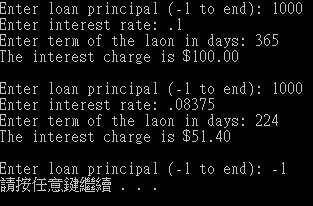 Enter loan principal (-1 to end): 1000
Enter interest rate: .1
Enter term of the laon in days: 365
The interest charge is $100.00
Enter loan principal (-1 to end): 1000
Enter interest rate: .08375
Enter term of the laon in days: 224
The interest charge is $51.40
Enter loan principal (-1 to end): -1
請按任意鍵繼續 . . .